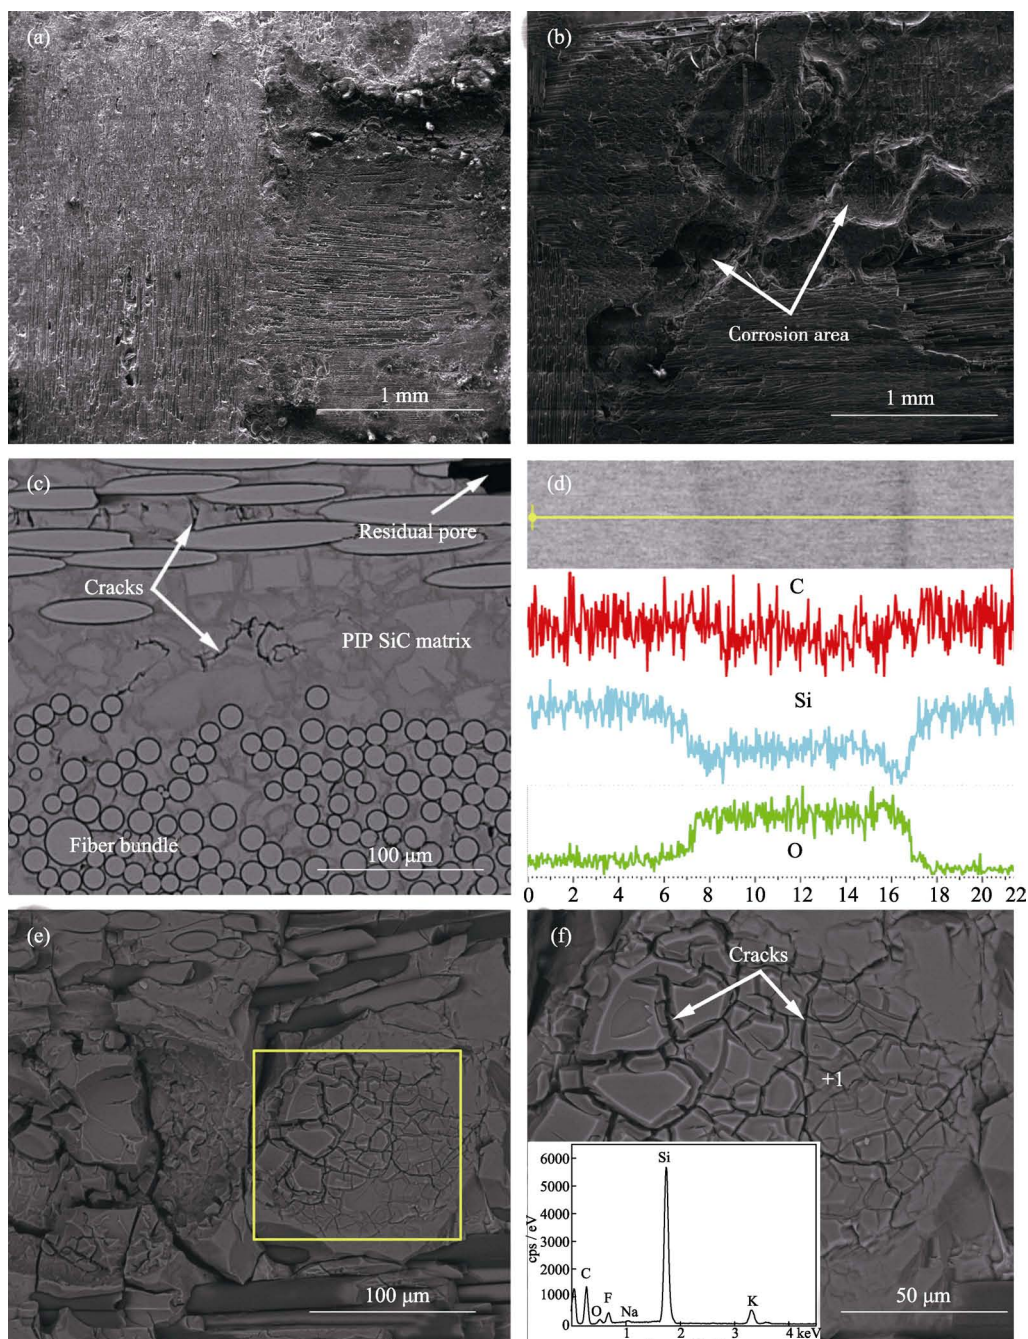 (a)
1 mm
(b)
Corrosion area
1 mm
(c)
Residual pore
Cracks
PIP SiC matrix
Fiber bundle
100 μm
(d)
C
Si
O
0 2 4 6 8 10 12 14 16 18 20 22
(e)
100 μm
(f)
Cracks
+1
6000
5000
4000
3000
2000
1000
0
cps / eV
Si
C
O
F
Na
K
1 2 3 4 keV
50 μm